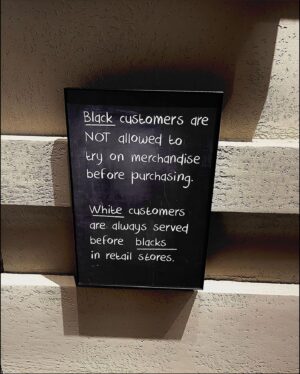 Black customers are
NOT allowed to
try on merchandise
before purchasing.
White customers
are always served
before blacks
in retail stores.